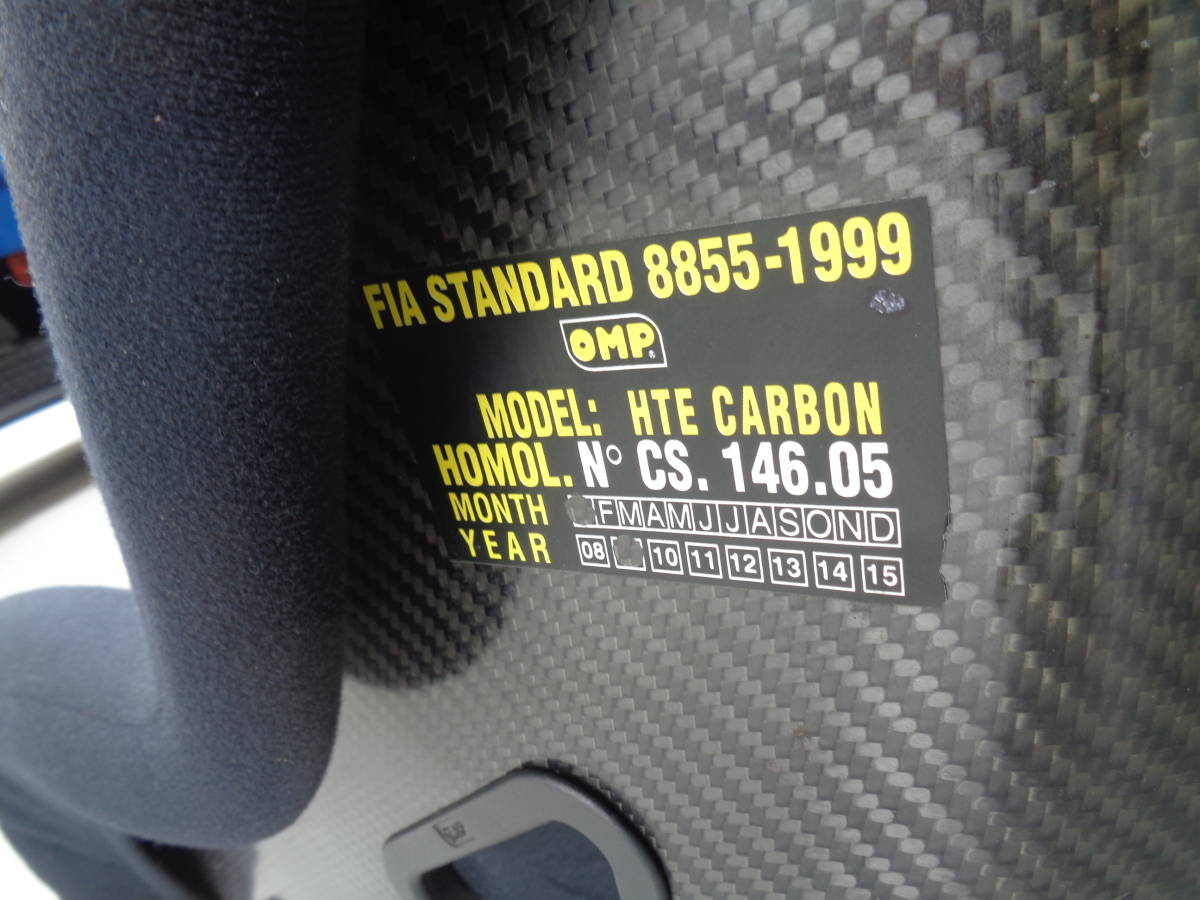 FIA STANDARD 8855-1999
OMP®
MODEL: HTE CARBON
HOMOL. N° CS. 146.05
MONTH F M A M J J A S O N D
YEAR 08 10 11 12 13 14 15